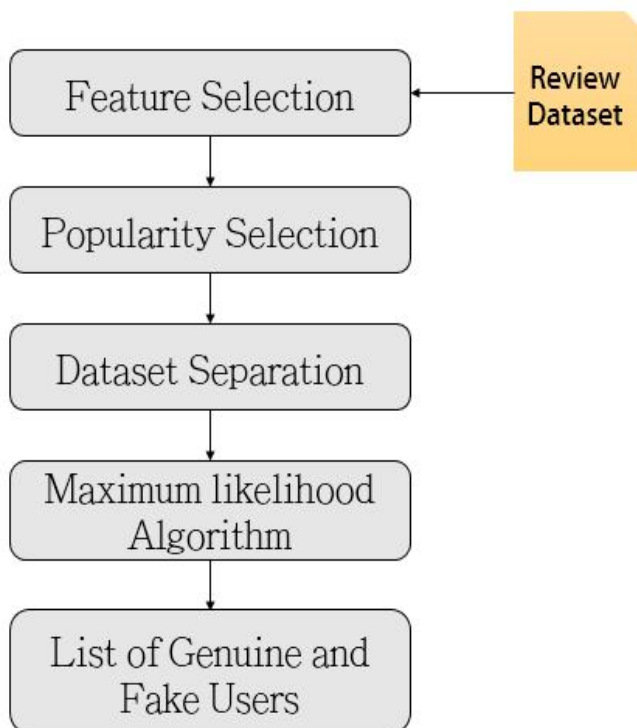 Feature Selection
Review
Dataset
Popularity Selection
Dataset Separation
Maximum likelihood
Algorithm
List of Genuine and
Fake Users